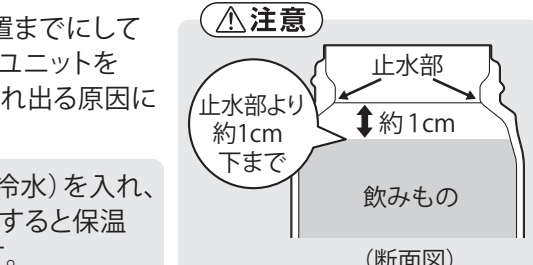 置までにして
ユニットを
れ出る原因に
冷水)を入れ、
すると保温
す。
注意
止水部
止水部より
約1cm
下まで
約1cm
飲みもの
(断面図)